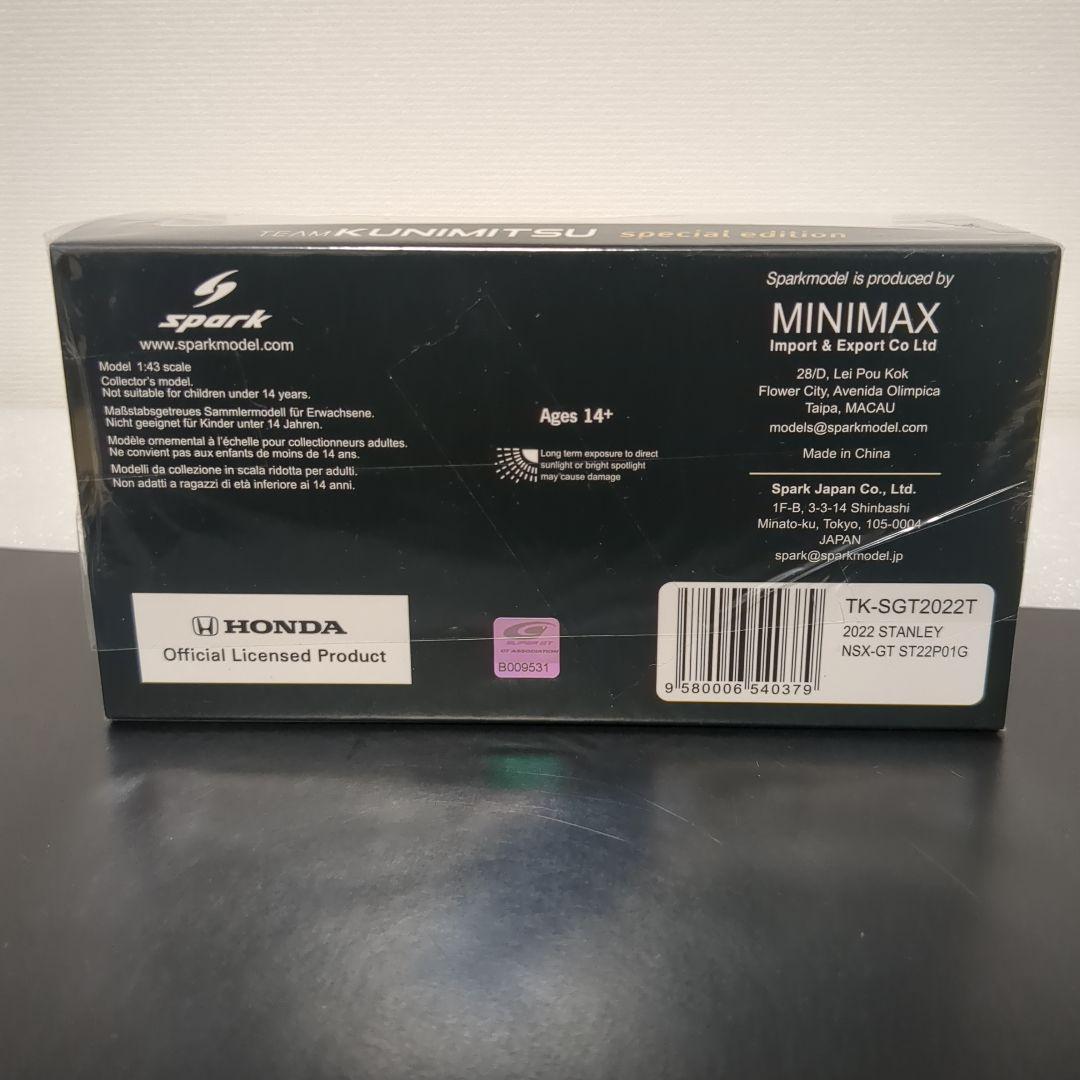 TEAM KUNIMITSU special edition
spark
www.sparkmodel.com
Model 1:43 scale
Collector's model.
Not suitable for children under 14 years.
Maßstabsgetreues Sammlermodell für Erwachsene.
Nicht geeignet für Kinder unter 14 Jahren.
Modèle ornemental à l'échelle pour collectionneurs adultes.
Ne convient pas aux enfants de moins de 14 ans.
Modelli da collezione in scala ridotta per adulti.
Non adatti a ragazzi di età inferiore ai 14 anni.
Ages 14+
Long term exposure to direct
sunlight or bright spotlight
may cause damage
Sparkmodel is produced by
MINIMAX
Import & Export Co Ltd
28/D, Lei Pou Kok
Flower City, Avenida Olimpica
Taipa, MACAU
models@sparkmodel.com
Made in China
Spark Japan Co., Ltd.
1F-B, 3-3-14 Shinbashi
Minato-ku, Tokyo, 105-0004
JAPAN
spark@sparkmodel.jp
HONDA
Official Licensed Product
SUPER GT
GT ASSOCIATION
B009531
9 580006 540379
TK-SGT2022T
2022 STANLEY
NSX-GT ST22P01G